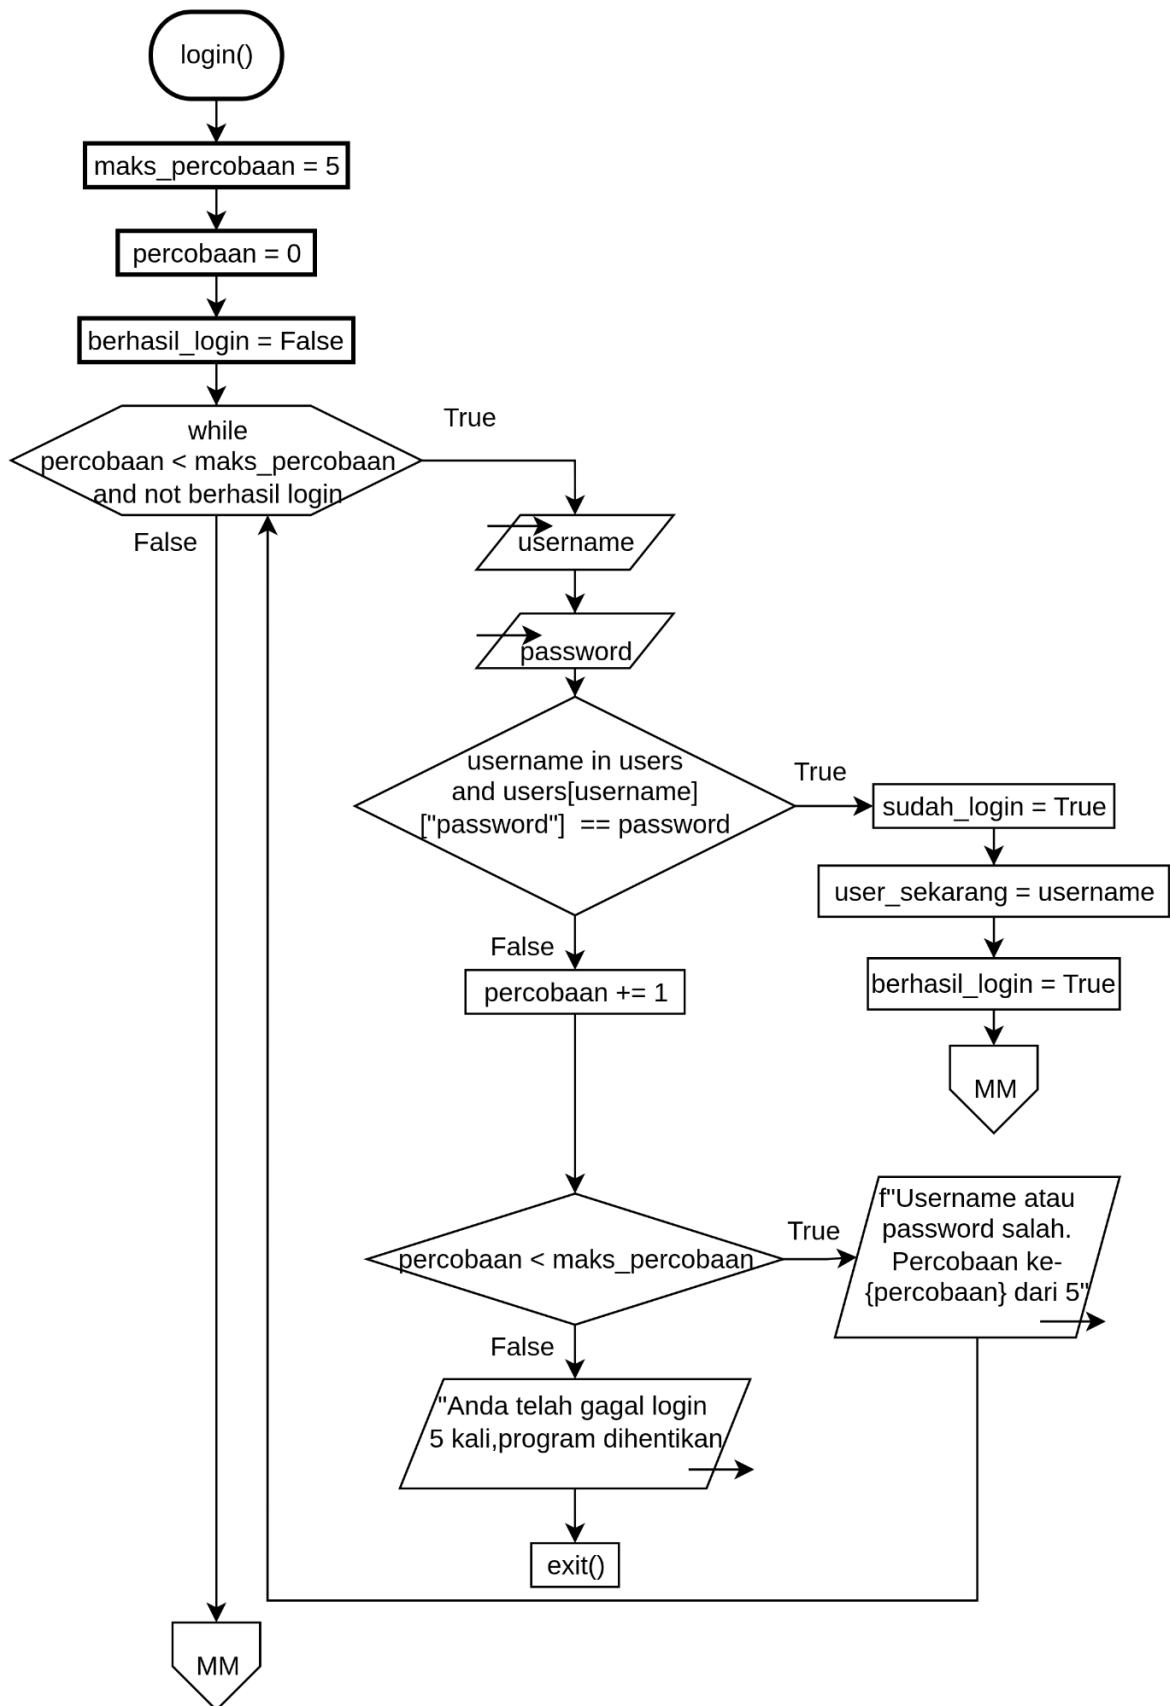 login()
maks_percobaan = 5
percobaan = 0
berhasil_login = False
while
percobaan < maks_percobaan
and not berhasil login
True
False
username
password
username in users
and users[username]
["password"]  == password
True
sudah_login = True
user_sekarang = username
berhasil_login = True
MM
False
percobaan += 1
percobaan < maks_percobaan
True
f"Username atau
password salah.
Percobaan ke-
{percobaan} dari 5"
False
"Anda telah gagal login
5 kali,program dihentikan
exit()
MM